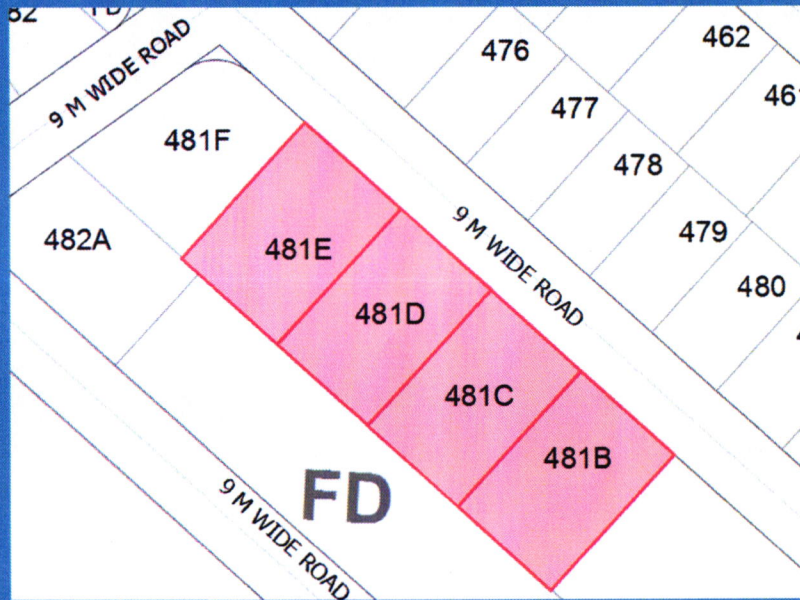 9 M WIDE ROAD
476
462
477
481F
478
482A
481E
9 M WIDE ROAD
479
480
481D
481C
481B
FD
9 M WIDE ROAD